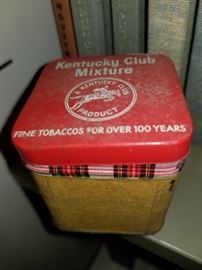 Kentucky Club
Mixture
A KENTUCKY CLUB
PRODUCT
FINE TOBACCOS FOR OVER 100 YEARS